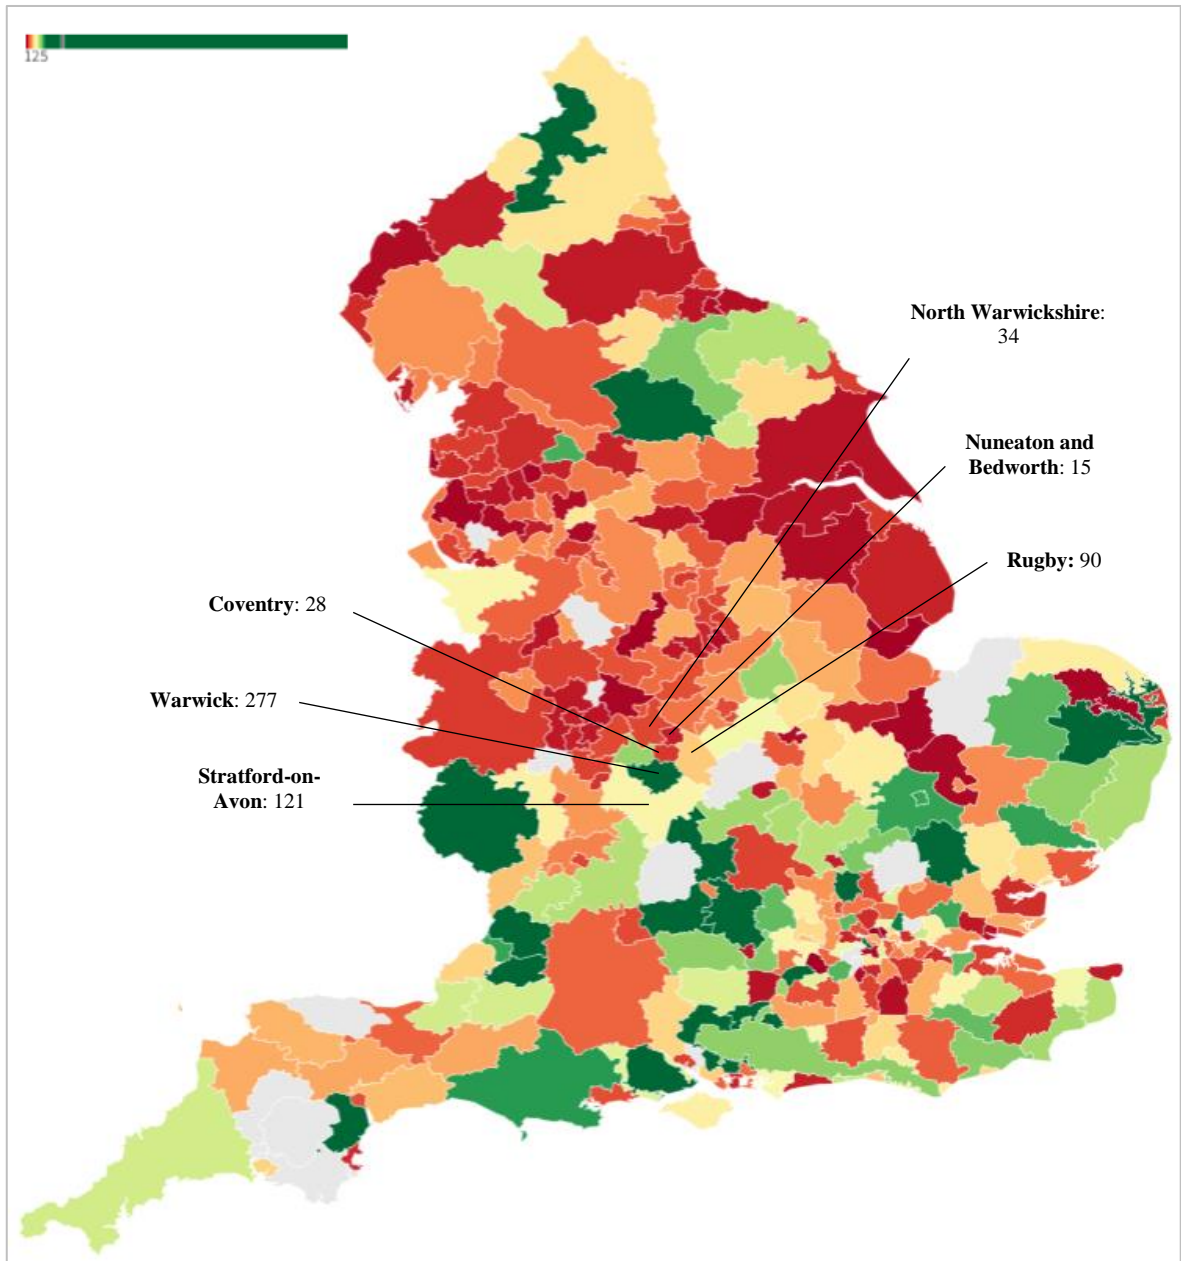 125
North Warwickshire:
34
Nuneaton and
Bedworth: 15
Rugby: 90
Coventry: 28
Warwick: 277
Stratford-on-
Avon: 121